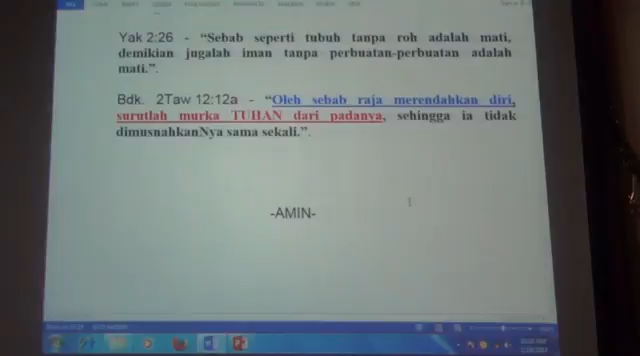 Yak 2:26 - “Sebab seperti tubuh tanpa roh adalah mati,
demikian jugalah iman tanpa perbuatan-perbuatan adalah
mati.”.
Bdk. 2Taw 12:12a - “Oleh sebab raja merendahkan diri,
surutlah murka TUHAN dari padanya, sehingga ia tidak
dimusnahkanNya sama sekali.”.
-AMIN-